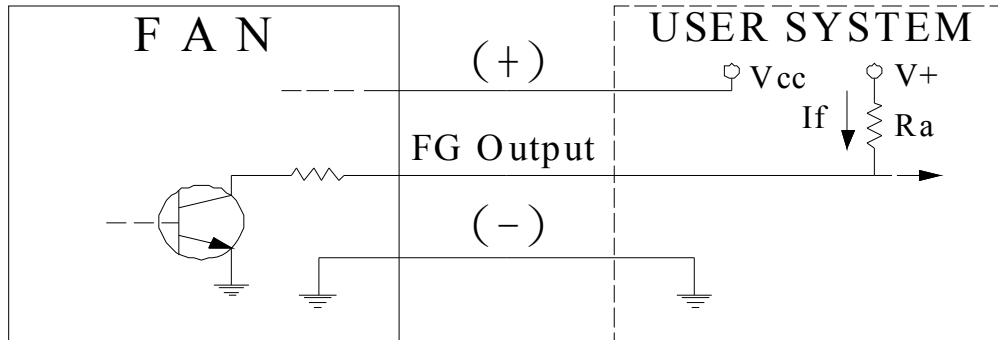 F A N
USER SYSTEM
(+)
Vcc
V+
If
Ra
FG Output
(-)